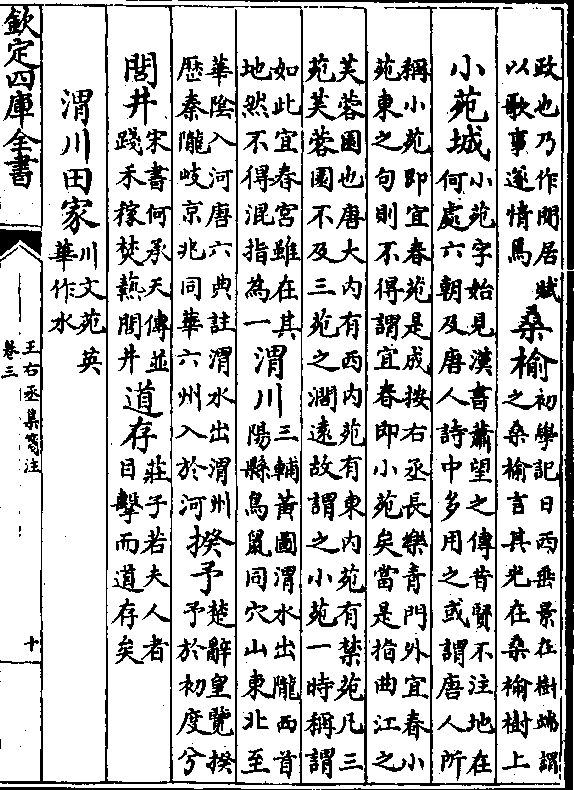 政也乃作閒居賦
以歌事遂情焉
桑榆
初學記日西垂景在樹端謂
之桑榆言其光在桑榆樹上
小苑城
小苑字始見漢書蕭望之傳昔賢不注地在
何處六朝及唐人詩中多用之或謂唐人所
稱小苑即宜春苑是成按右丞長樂青門外宜春小
苑東之句則不得謂宜春即小苑矣當是指曲江之
芙蓉園也唐大內有西內苑有東內苑有禁苑凡三
苑芙蓉園不及三苑之濶遠故謂之小苑一時稱謂
如此宜春宮雖在其
地然不得混指為一
渭川
三輔黃圖渭水出隴西首
陽縣鳥鼠同穴山東北至
華陰入河唐六典註渭水出渭州
歷秦隴岐京兆同華六州入於河
揆予
楚辭皇覽揆
予於初度兮
閭井
宋書何承天傳並
踐禾稼焚爇閭井
道存
莊子若夫人者
目擊而道存矣
渭川田家
川文苑英
華作水
欽定四庫全書
王右丞集箋注
卷三
十